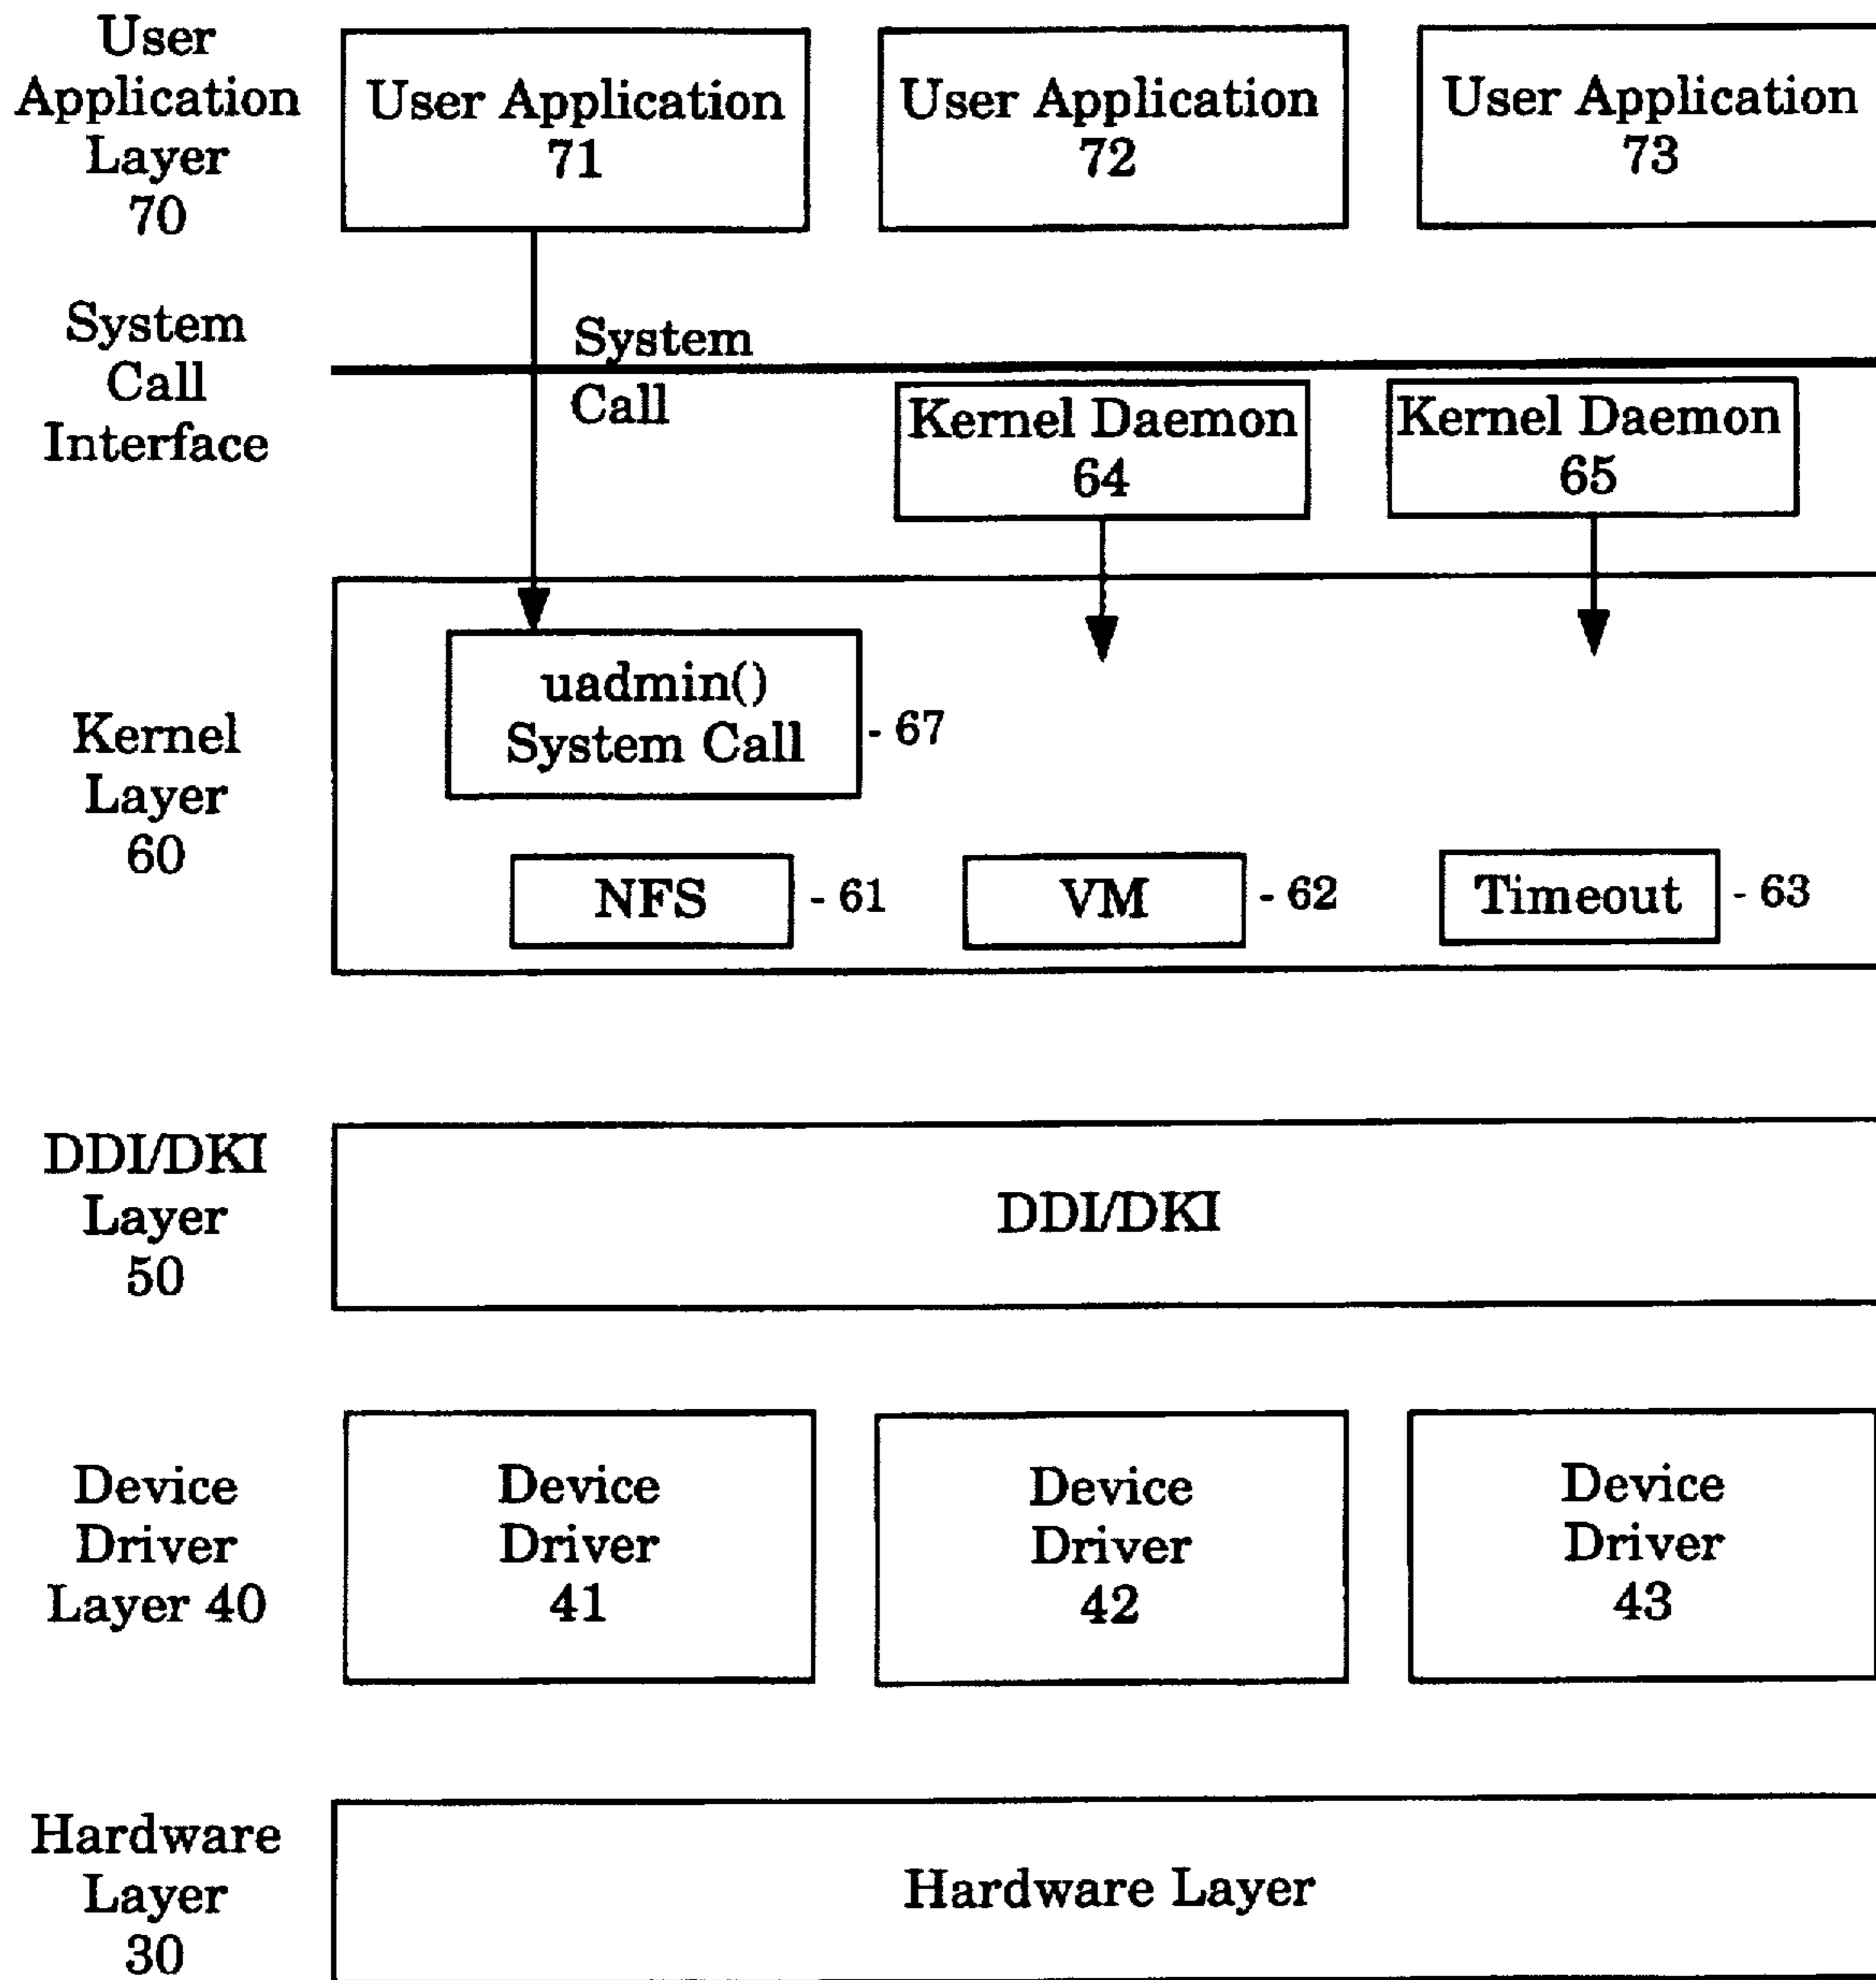 User
Application
Layer
70
User Application
71
User Application
72
User Application
73
System
Call
Interface
System
Call
Kernel Daemon
64
Kernel Daemon
65
Kernel
Layer
60
uadmin()
System Call
- 67
NFS
- 61
VM
- 62
Timeout
- 63
DDI/DKI
Layer
50
DDI/DKI
Device
Driver
Layer 40
Device
Driver
41
Device
Driver
42
Device
Driver
43
Hardware
Layer
30
Hardware Layer